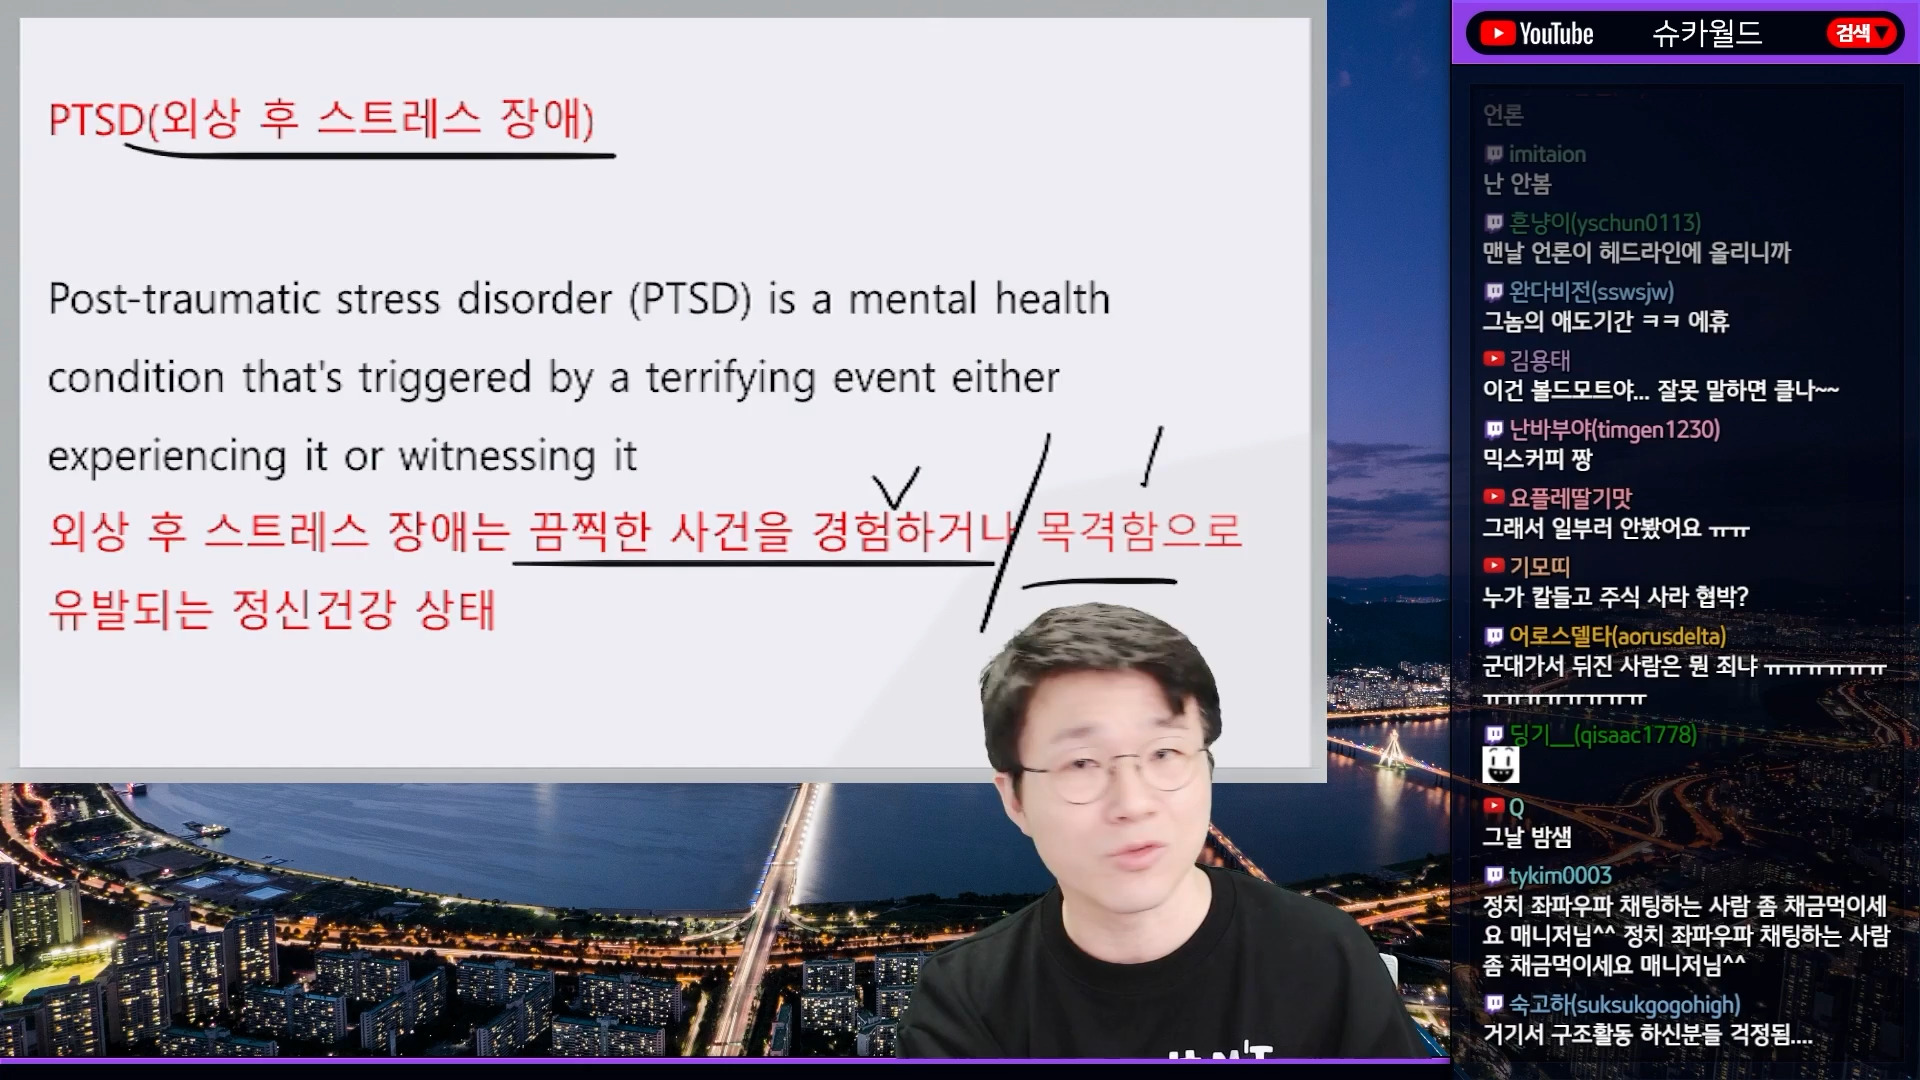 PTSD(외상 후 스트레스 장애)
Post-traumatic stress disorder (PTSD) is a mental health
condition that's triggered by a terrifying event either
experiencing it or witnessing it
외상 후 스트레스 장애는 끔찍한 사건을 경험하거나 목격함으로
유발되는 정신건강 상태
YouTube 슈카월드 검색
언론
imitaion
난 안봄
흔냥이(yschun0113)
맨날 언론이 헤드라인에 올리니까
완다비전(sswsjw)
그놈의 애도기간 ㅋㅋ 에휴
김용태
이건 볼드모트야... 잘못 말하면 클나~~
난바부야(timgen1230)
믹스커피 짱
요플레딸기맛
그래서 일부러 안봤어요 ㅠㅠ
기모띠
누가 칼들고 주식 사라 협박?
어로스델타(aorusdelta)
군대가서 뒤진 사람은 뭔 죄냐 ㅠㅠㅠㅠㅠㅠ
ㅠㅠㅠㅠㅠㅠㅠㅠ
딩기__(qisaac1778)
Q
그날 밤샘
tykim0003
정치 좌파우파 채팅하는 사람 좀 채금먹이세
요 매니저님^^ 정치 좌파우파 채팅하는 사람
좀 채금먹이세요 매니저님^^
숙고하(suksukgogohigh)
거기서 구조활동 하신분들 걱정됨....